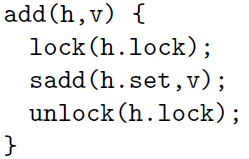 add(h,v) {
  lock(h.lock);
  sadd(h.set,v);
  unlock(h.lock);
}